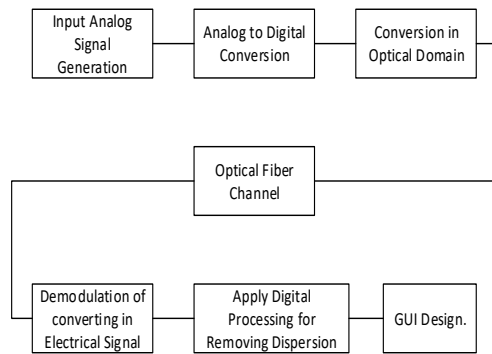 Input Analog
Signal
Generation
Analog to Digital
Conversion
Conversion in
Optical Domain
Optical Fiber
Channel
Demodulation of
converting in
Electrical Signal
Apply Digital
Processing for
Removing Dispersion
GUI Design.